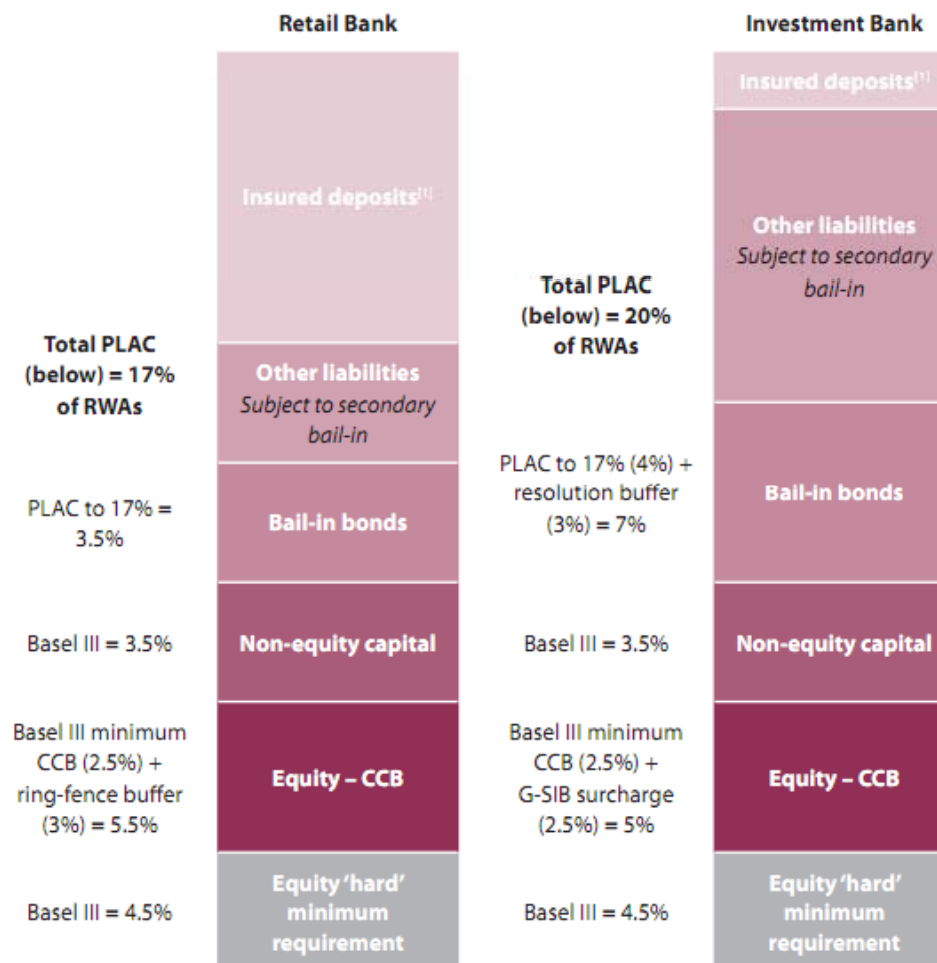 Retail Bank
Insured deposits[1]
Total PLAC
(below) = 17%
of RWAs
Other liabilities
Subject to secondary
bail-in
PLAC to 17% =
3.5%
Bail-in bonds
Basel III = 3.5%
Non-equity capital
Basel III minimum
CCB (2.5%) +
ring-fence buffer
(3%) = 5.5%
Equity – CCB
Basel III = 4.5%
Equity ‘hard’
minimum
requirement
Investment Bank
Insured deposits[1]
Other liabilities
Subject to secondary
bail-in
Total PLAC
(below) = 20%
of RWAs
PLAC to 17% (4%) +
resolution buffer
(3%) = 7%
Bail-in bonds
Basel III = 3.5%
Non-equity capital
Basel III minimum
CCB (2.5%) +
G-SIB surcharge
(2.5%) = 5%
Equity – CCB
Basel III = 4.5%
Equity ‘hard’
minimum
requirement